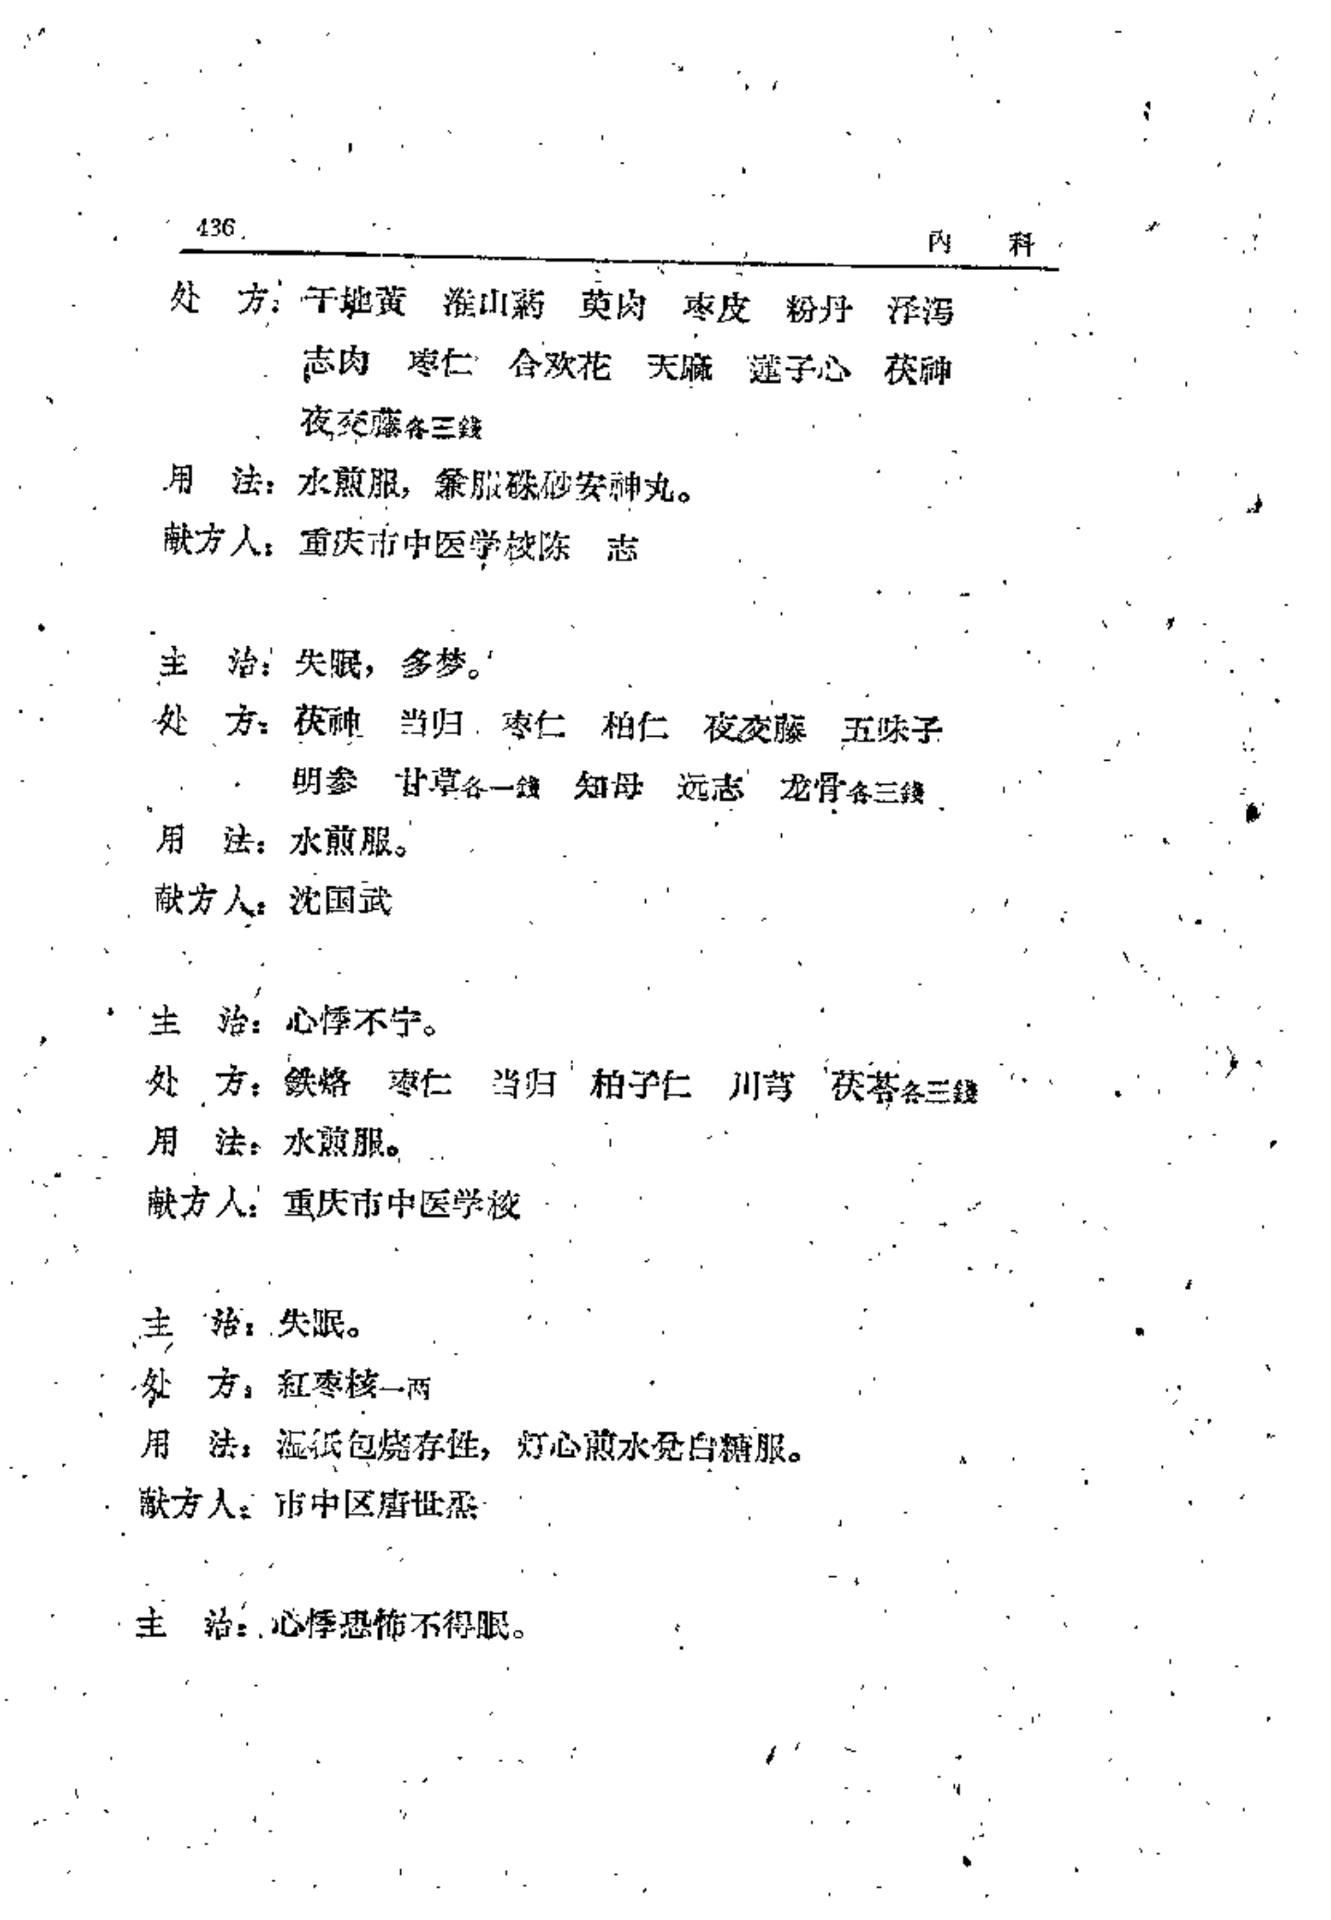 436
内　科
处　方：干地黄　淮山药　萸肉　枣皮　粉丹　泽泻
志肉　枣仁　合欢花　天麻　莲子心　茯神
夜交藤各三錢
用　法：水煎服，兼服硃砂安神丸。
献方人：重庆市中医学校陈　志
主　治：失眠，多梦。
处　方：茯神　当归　枣仁　柏仁　夜交藤　五味子
明参　甘草各一錢　知母　远志　龙骨各三錢
用　法：水煎服。
献方人：沈国武
主　治：心悸不宁。
处　方：鉄烙　枣仁　当归　柏子仁　川芎　茯苓各三錢
用　法：水煎服。
献方人：重庆市中医学校
主　治：失眠。
处　方：紅枣核一两
用　法：湿纸包烧存性，灯心煎水兑白糖服。
献方人：市中区唐世
主　治：心悸恐怖不得眠。